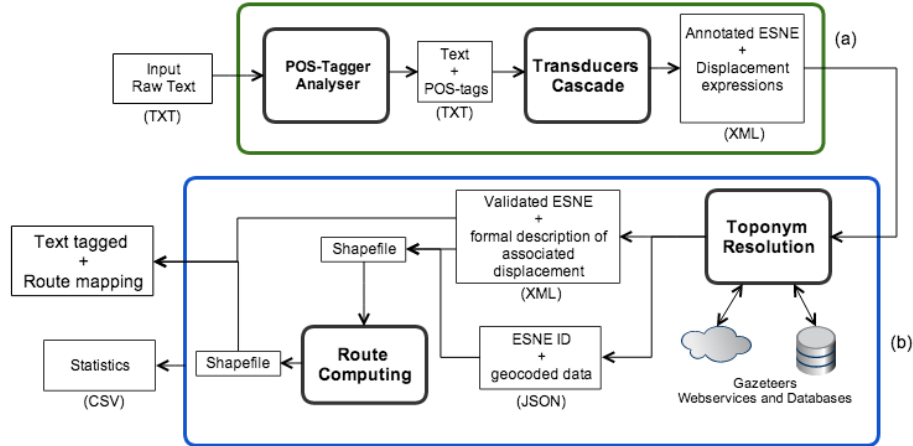 Input
Raw Text
(TXT)
POS-Tagger
Analyser
Text
+
POS-tags
(TXT)
Transducers
Cascade
Annotated ESNE
+
Displacement
expressions
(XML)
(a)
Text tagged
+
Route mapping
Statistics
(CSV)
Shapefile
Shapefile
Route
Computing
Validated ESNE
+
formal description of
associated
displacement
(XML)
ESNE ID
+
geocoded data
(JSON)
Toponym
Resolution
Gazeteers
Webservices and Databases
(b)